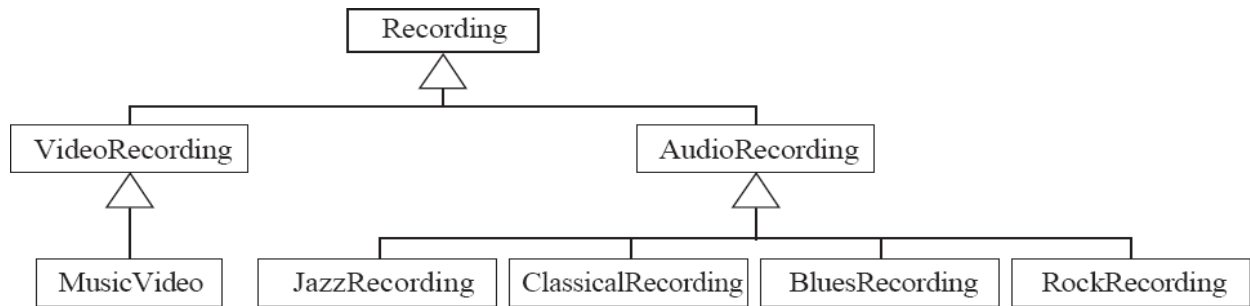 Recording
VideoRecording
AudioRecording
MusicVideo
JazzRecording
ClassicalRecording
BluesRecording
RockRecording